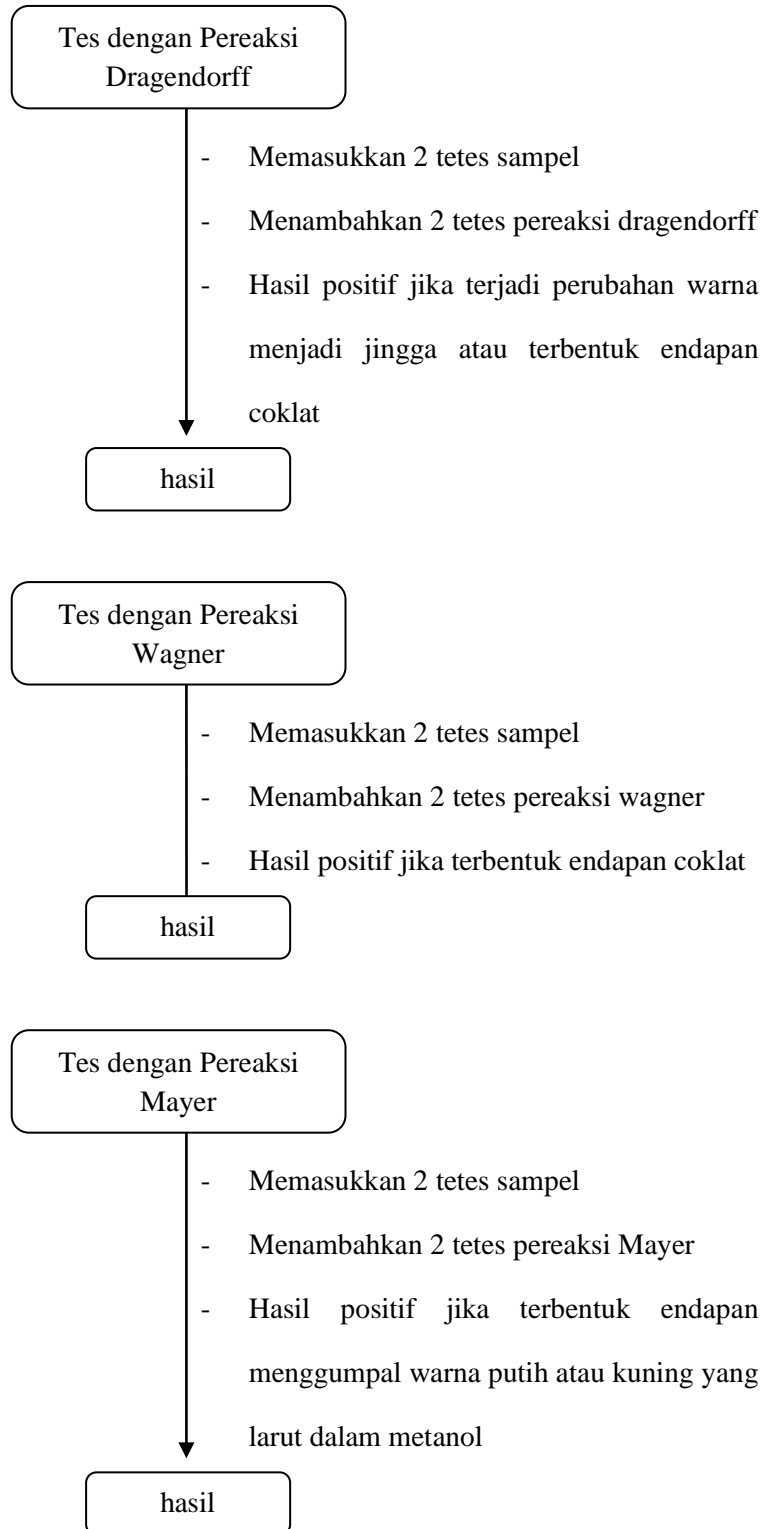 Tes dengan Pereaksi
Dragendorff
- Memasukkan 2 tetes sampel
- Menambahkan 2 tetes pereaksi dragendorff
- Hasil positif jika terjadi perubahan warna
menjadi jingga atau terbentuk endapan
coklat
hasil
Tes dengan Pereaksi
Wagner
- Memasukkan 2 tetes sampel
- Menambahkan 2 tetes pereaksi wagner
- Hasil positif jika terbentuk endapan coklat
hasil
Tes dengan Pereaksi
Mayer
- Memasukkan 2 tetes sampel
- Menambahkan 2 tetes pereaksi Mayer
- Hasil positif jika terbentuk endapan
menggumpal warna putih atau kuning yang
larut dalam metanol
hasil